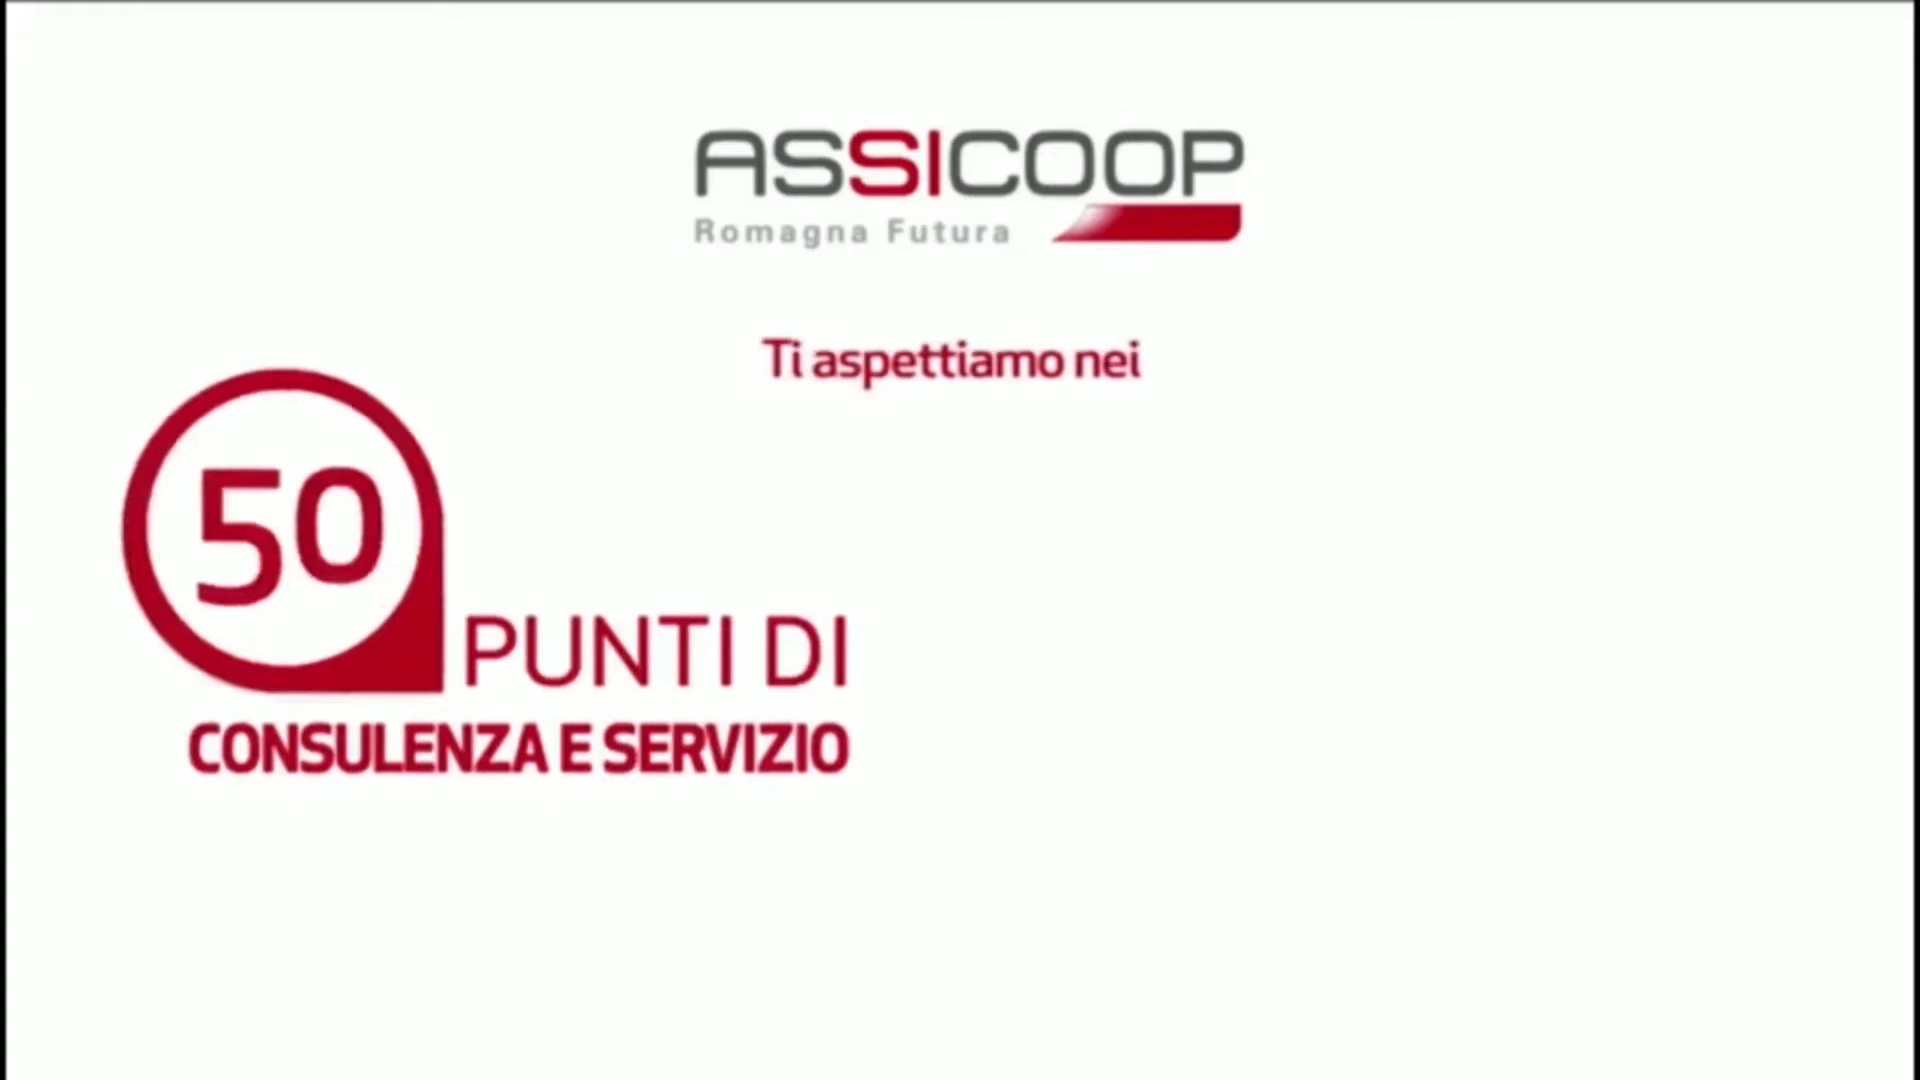 ASSICOOP
Romagna Futura
Ti aspettiamo nei
50
PUNTI DI
CONSULENZA E SERVIZIO